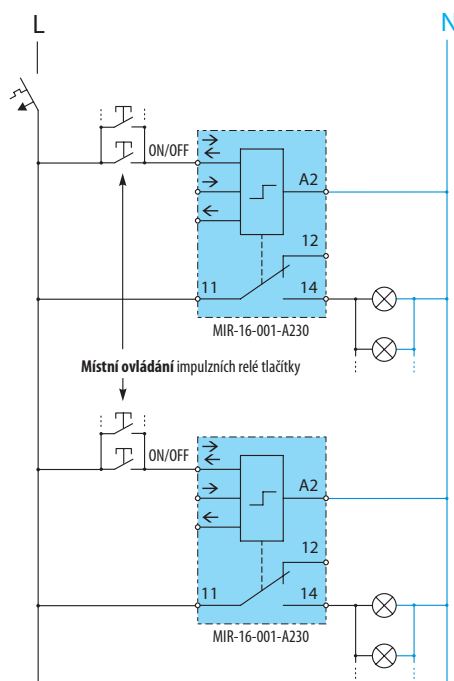 L
N
ON/OFF
A2
12
11
14
MIR-16-001-A230
Místní ovládání impulzních relé tlačítky
ON/OFF
A2
12
11
14
MIR-16-001-A230